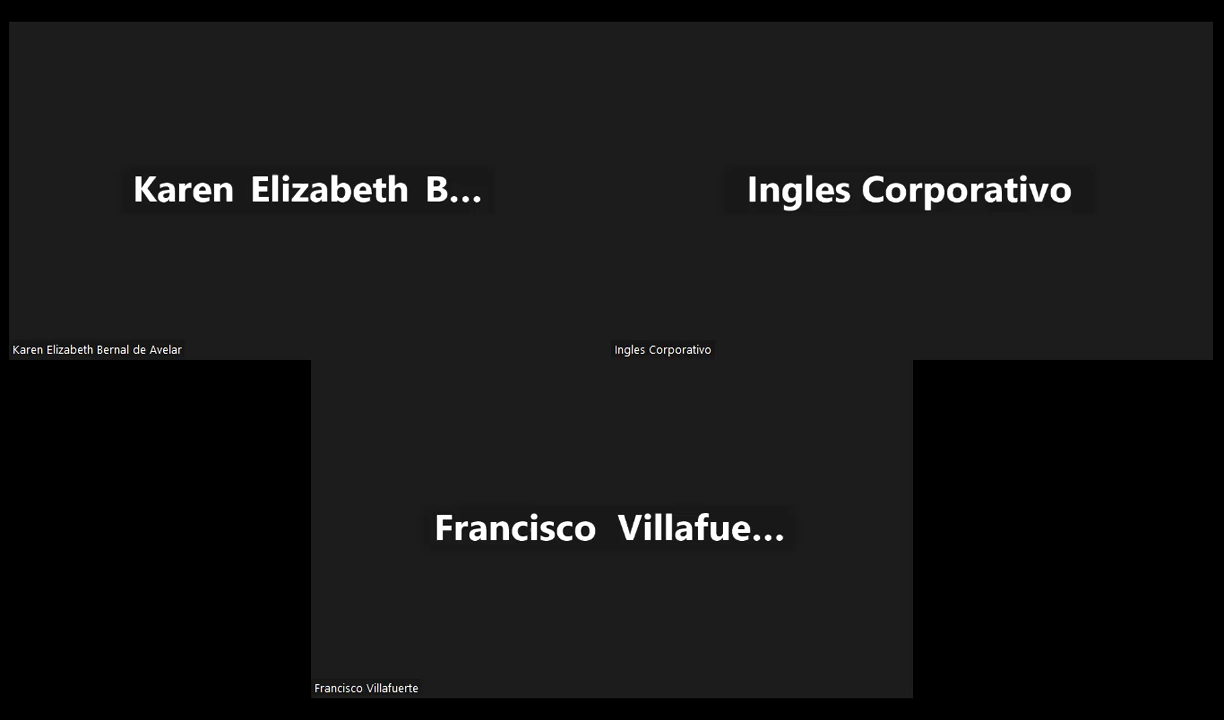 Karen Elizabeth B...
Ingles Corporativo
Karen Elizabeth Bernal de Avelar
Ingles Corporativo
Francisco Villafue...
Francisco Villafuerte